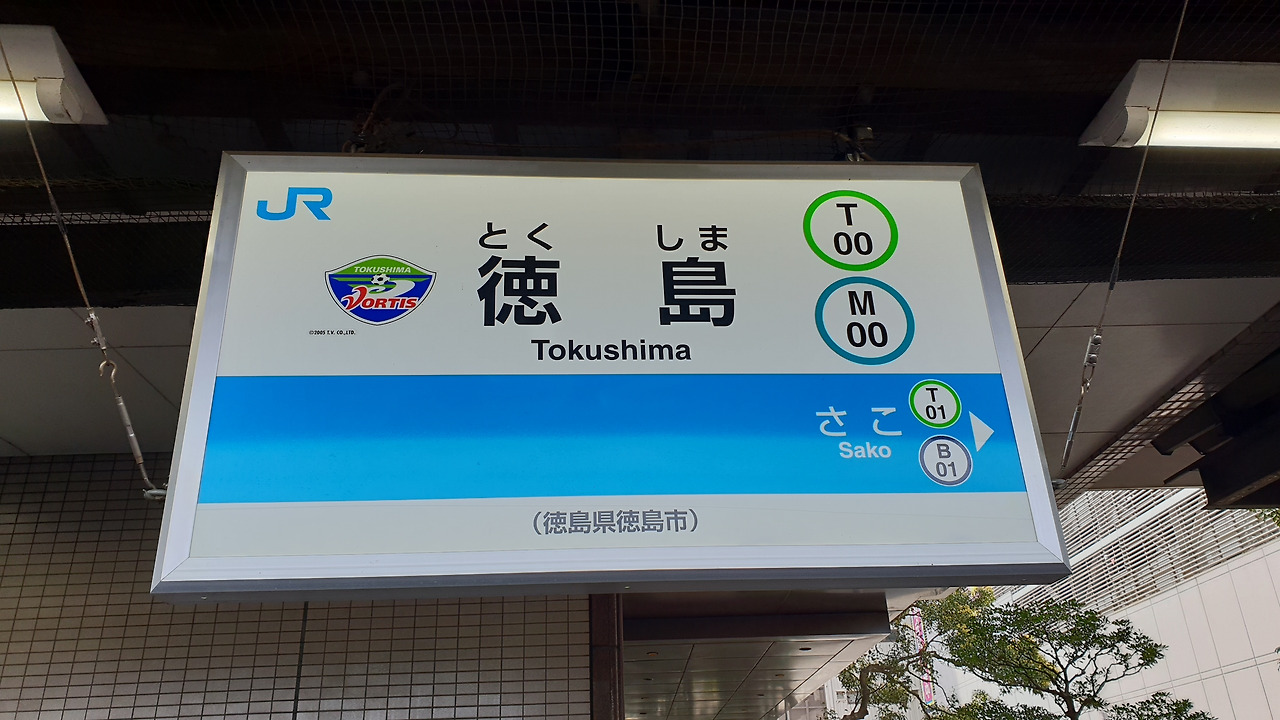 JR
TOKUSHIMA
VORTIS
©2005 T.V. CO.,LTD.
とく しま
徳 島
Tokushima
T
00
M
00
さこ
Sako
T
01
B
01
(徳島県徳島市)